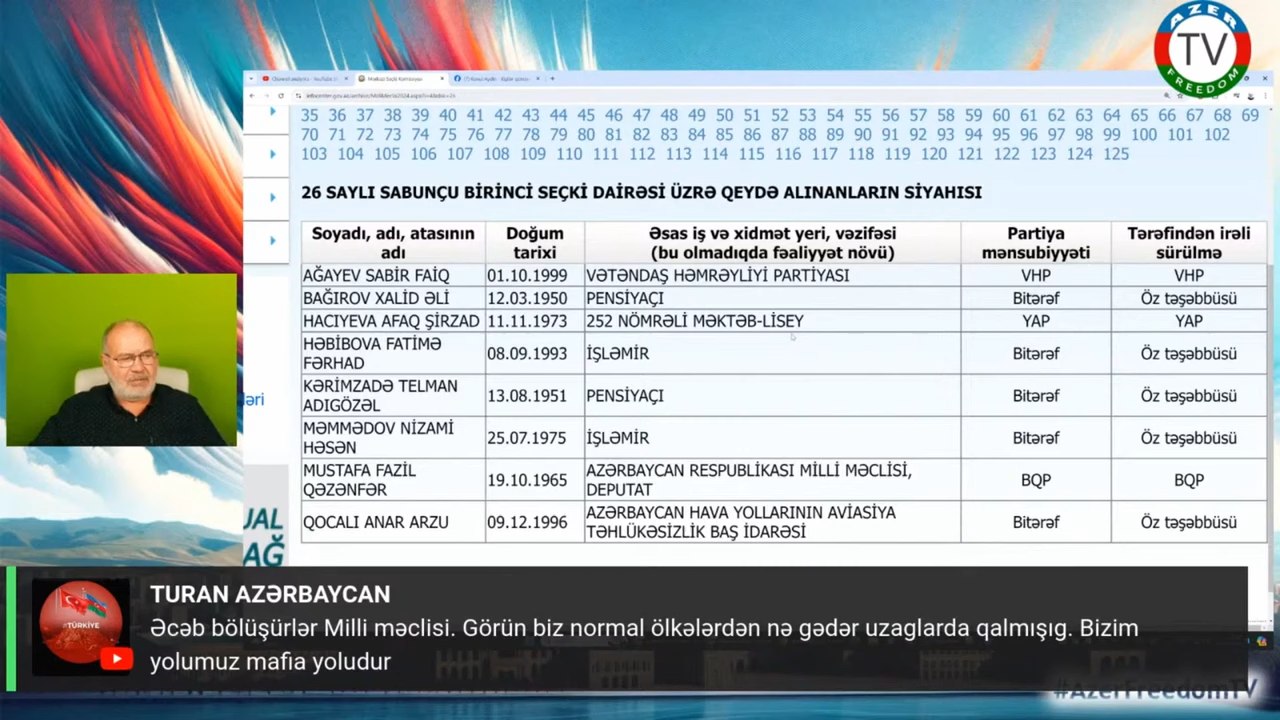 AZER
TV
FREEDOM
35 36 37 38 39 40 41 42 43 44 45 46 47 48 49 50 51 52 53 54 55 56 57 58 59 60 61 62 63 64 65 66 67 68 69
70 71 72 73 74 75 76 77 78 79 80 81 82 83 84 85 86 87 88 89 90 91 92 93 94 95 96 97 98 99 100 101 102
103 104 105 106 107 108 109 110 111 112 113 114 115 116 117 118 119 120 121 122 123 124 125
26 SAYLI SABUNÇU BİRİNCİ SEÇKİ DAİRƏSİ ÜZRƏ QEYDƏ ALINANLARIN SİYAHISI
Soyadı, adı, atasının adı Doğum tarixi Əsas iş və xidmət yeri, vəzifəsi (bu olmadıqda fəaliyyət növü) Partiya mənsubiyyəti Tərəfindən irəli sürülmə
AĞAYEV SABİR FAİQ 01.10.1999 VƏTƏNDAŞ HƏMRƏYLİYİ PARTİYASI VHP VHP
BAĞIROV XALİD ƏLİ 12.03.1950 PENSİYAÇI Bitərəf Öz təşəbbüsü
HACIYEVA AFAQ ŞİRZAD 11.11.1973 252 NÖMRƏLİ MƏKTƏB-LİSEY YAP YAP
HƏBİBOVA FATİMƏ FƏRHAD 08.09.1993 İŞLƏMİR Bitərəf Öz təşəbbüsü
KƏRİMZADƏ TELMAN ADIGÖZƏL 13.08.1951 PENSİYAÇI Bitərəf Öz təşəbbüsü
MƏMMƏDOV NİZAMİ HƏSƏN 25.07.1975 İŞLƏMİR Bitərəf Öz təşəbbüsü
MUSTAFA FAZİL QƏZƏNFƏR 19.10.1965 AZƏRBAYCAN RESPUBLİKASI MİLLİ MƏCLİSİ, DEPUTAT BQP BQP
QOCALI ANAR ARZU 09.12.1996 AZƏRBAYCAN HAVA YOLLARININ AVİASİYA TƏHLÜKƏSİZLİK BAŞ İDARƏSİ Bitərəf Öz təşəbbüsü
ləri
UAL
AĞ
#TÜRKİYE
TURAN AZƏRBAYCAN
Əcəb bölüşürlər Milli məclisi. Görün biz normal ölkələrdən nə gədər uzaglarda qalmışıg. Bizim
yolumuz mafia yoludur
#AzerFreedomTV